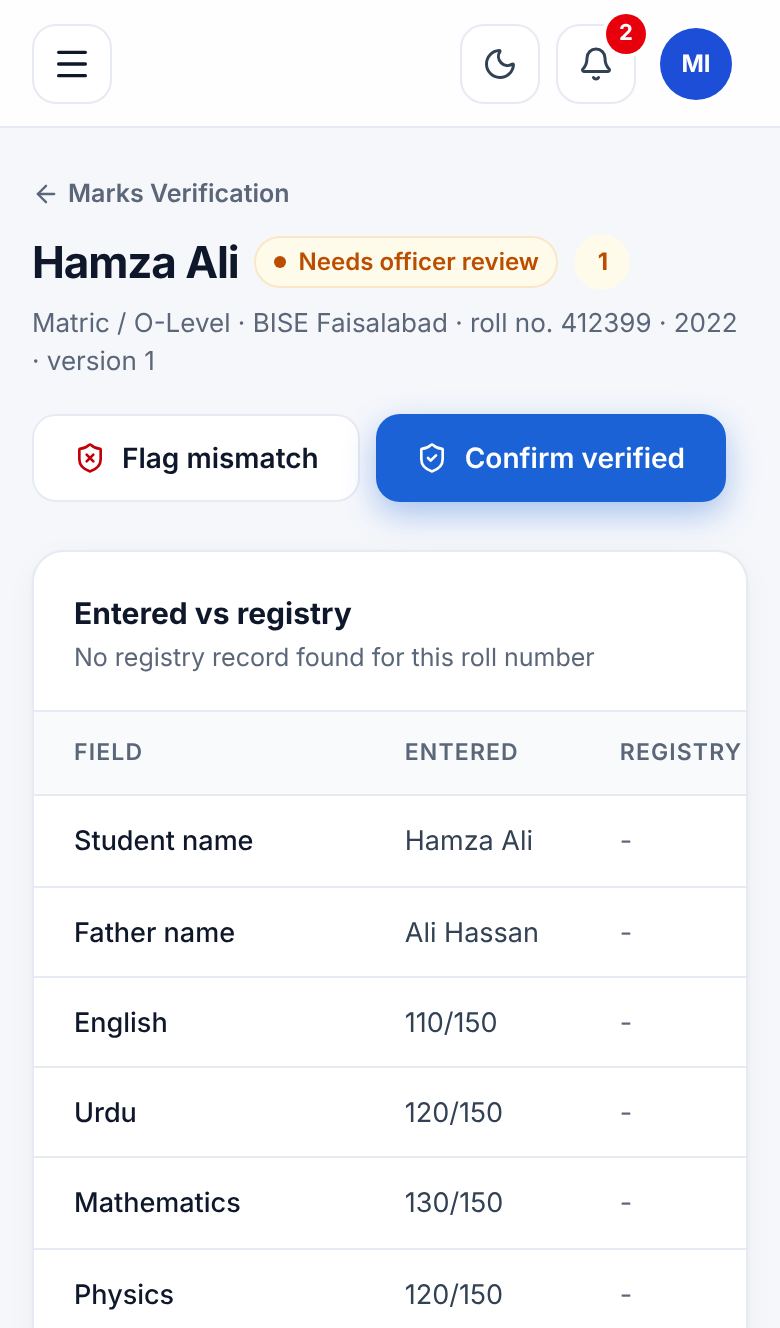 2
MI
← Marks Verification
Hamza Ali Needs officer review 1
Matric / O-Level · BISE Faisalabad · roll no. 412399 · 2022
· version 1
Flag mismatch Confirm verified
Entered vs registry
No registry record found for this roll number
FIELD ENTERED REGISTRY
Student name Hamza Ali -
Father name Ali Hassan -
English 110/150 -
Urdu 120/150 -
Mathematics 130/150 -
Physics 120/150 -